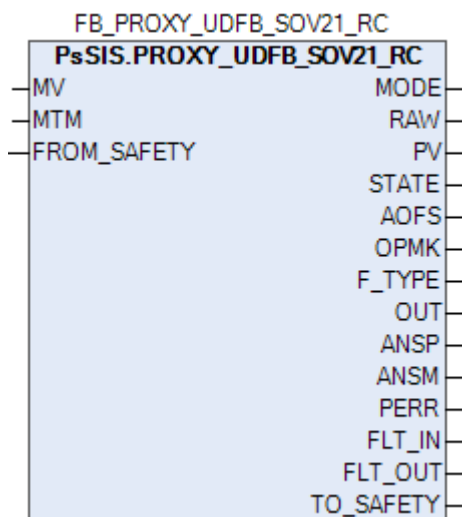 FB_PROXY_UDFB_SOV21_RC
PsSIS.PROXY_UDFB_SOV21_RC
MV MODE
MTM RAW
FROM_SAFETY PV
STATE
AOFS
OPMK
F_TYPE
OUT
ANSP
ANSM
PERR
FLT_IN
FLT_OUT
TO_SAFETY